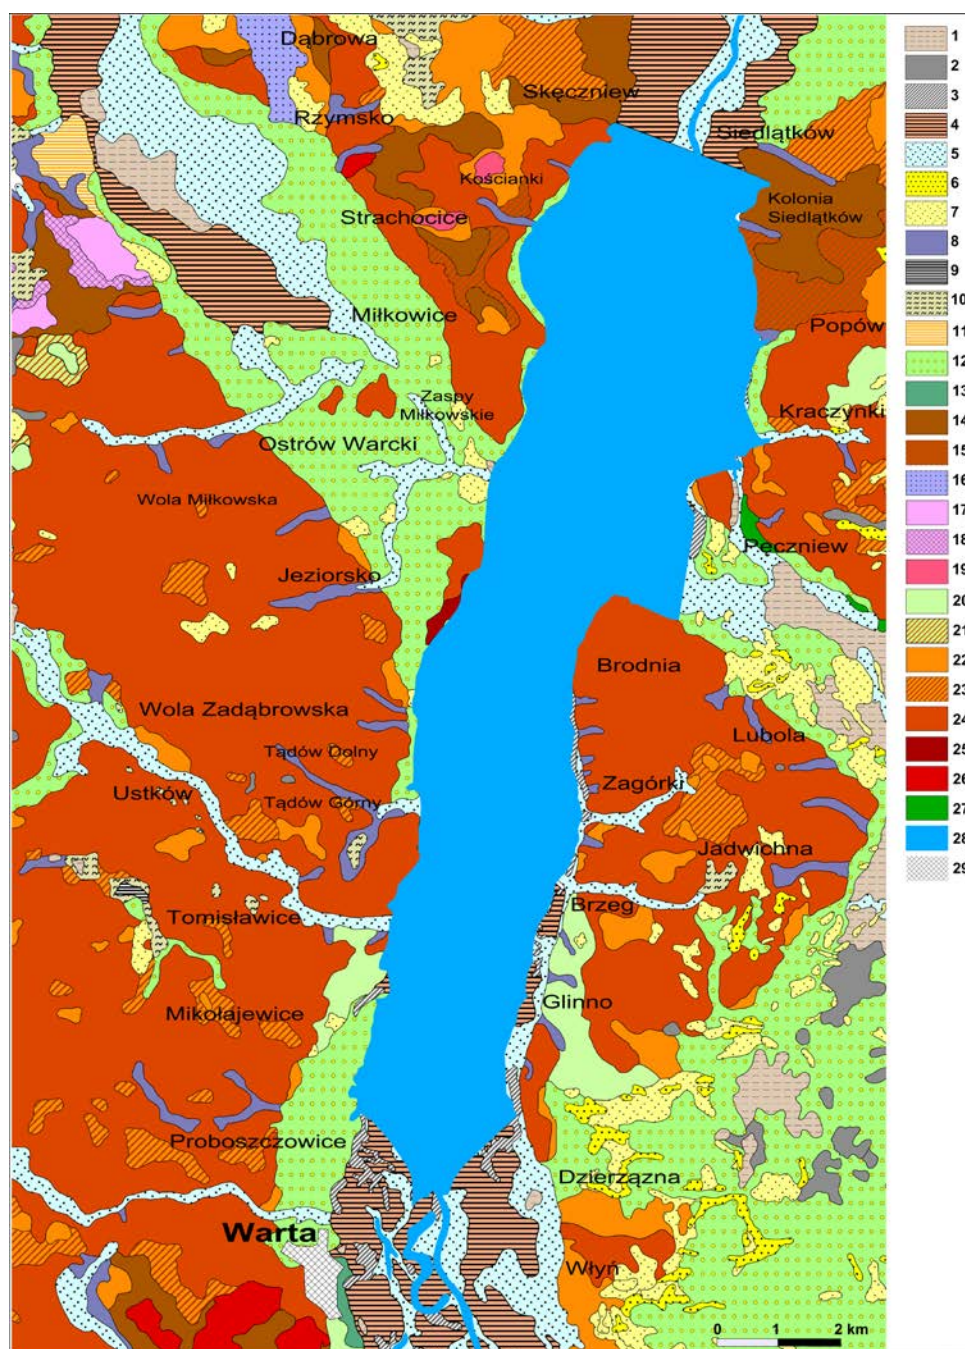 Dąbrowa
Skęczniew
Rzymsko
Siedlątków
Kościanki
Kolonia
Siedlątków
Strachocice
Miłkowice
Popów
Zaspy
Miłkowskie
Kraczynki
Ostrów Warcki
Wola Miłkowska
Pęczniew
Jeziorsko
Brodnia
Wola Zadąbrowska
Lubola
Tądów Dolny
Zagórki
Ustków
Tądów Górny
Jadwichna
Brzeg
Tomisławice
Glinno
Mikołajewice
Proboszczowice
Dzierzązna
Warta
Włyń
0 1 2 km
1
2
3
4
5
6
7
8
9
10
11
12
13
14
15
16
17
18
19
20
21
22
23
24
25
26
27
28
29